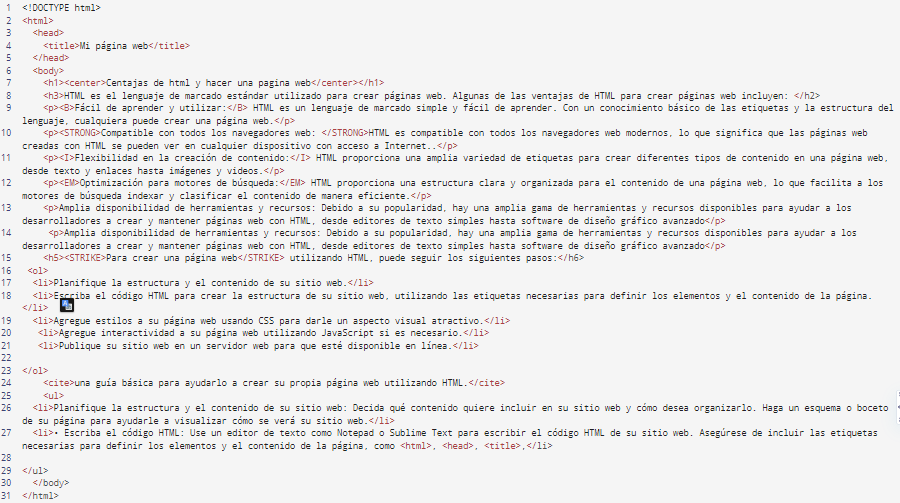 1 <!DOCTYPE html>
2 <html>
3 <head>
4 <title>Mi página web</title>
5 </head>
6 <body>
7 <h1><center>Centajas de html y hacer una pagina web</center></h1>
8 <h3>HTML es el lenguaje de marcado estándar utilizado para crear páginas web. Algunas de las ventajas de HTML para crear páginas web incluyen: </h2>
9 <p><B>Fácil de aprender y utilizar:</B> HTML es un lenguaje de marcado simple y fácil de aprender. Con un conocimiento básico de las etiquetas y la estructura del
lenguaje, cualquiera puede crear una página web.</p>
10 <p><STRONG>Compatible con todos los navegadores web: </STRONG>HTML es compatible con todos los navegadores web modernos, lo que significa que las páginas web
creadas con HTML se pueden ver en cualquier dispositivo con acceso a Internet..</p>
11 <p><I>Flexibilidad en la creación de contenido:</I> HTML proporciona una amplia variedad de etiquetas para crear diferentes tipos de contenido en una página web,
desde texto y enlaces hasta imágenes y videos.</p>
12 <p><EM>Optimización para motores de búsqueda:</EM> HTML proporciona una estructura clara y organizada para el contenido de una página web, lo que facilita a los
motores de búsqueda indexar y clasificar el contenido de manera eficiente.</p>
13 <p>Amplia disponibilidad de herramientas y recursos: Debido a su popularidad, hay una amplia gama de herramientas y recursos disponibles para ayudar a los
desarrolladores a crear y mantener páginas web con HTML, desde editores de texto simples hasta software de diseño gráfico avanzado</p>
14 <p>Amplia disponibilidad de herramientas y recursos: Debido a su popularidad, hay una amplia gama de herramientas y recursos disponibles para ayudar a los
desarrolladores a crear y mantener páginas web con HTML, desde editores de texto simples hasta software de diseño gráfico avanzado</p>
15 <h5><STRIKE>Para crear una página web</STRIKE> utilizando HTML, puede seguir los siguientes pasos:</h6>
16 <ol>
17 <li>Planifique la estructura y el contenido de su sitio web.</li>
18 <li>Escriba el código HTML para crear la estructura de su sitio web, utilizando las etiquetas necesarias para definir los elementos y el contenido de la página.
</li>
19 <li>Agregue estilos a su página web usando CSS para darle un aspecto visual atractivo.</li>
20 <li>Agregue interactividad a su página web utilizando JavaScript si es necesario.</li>
21 <li>Publique su sitio web en un servidor web para que esté disponible en línea.</li>
22
23 </ol>
24 <cite>una guía básica para ayudarlo a crear su propia página web utilizando HTML.</cite>
25 <ul>
26 <li>Planifique la estructura y el contenido de su sitio web: Decida qué contenido quiere incluir en su sitio web y cómo desea organizarlo. Haga un esquema o boceto
de su página para ayudarle a visualizar cómo se verá su sitio web.</li>
27 <li>• Escriba el código HTML: Use un editor de texto como Notepad o Sublime Text para escribir el código HTML de su sitio web. Asegúrese de incluir las etiquetas
necesarias para definir los elementos y el contenido de la página, como <html>, <head>, <title>,</li>
28
29 </ul>
30 </body>
31 </html>